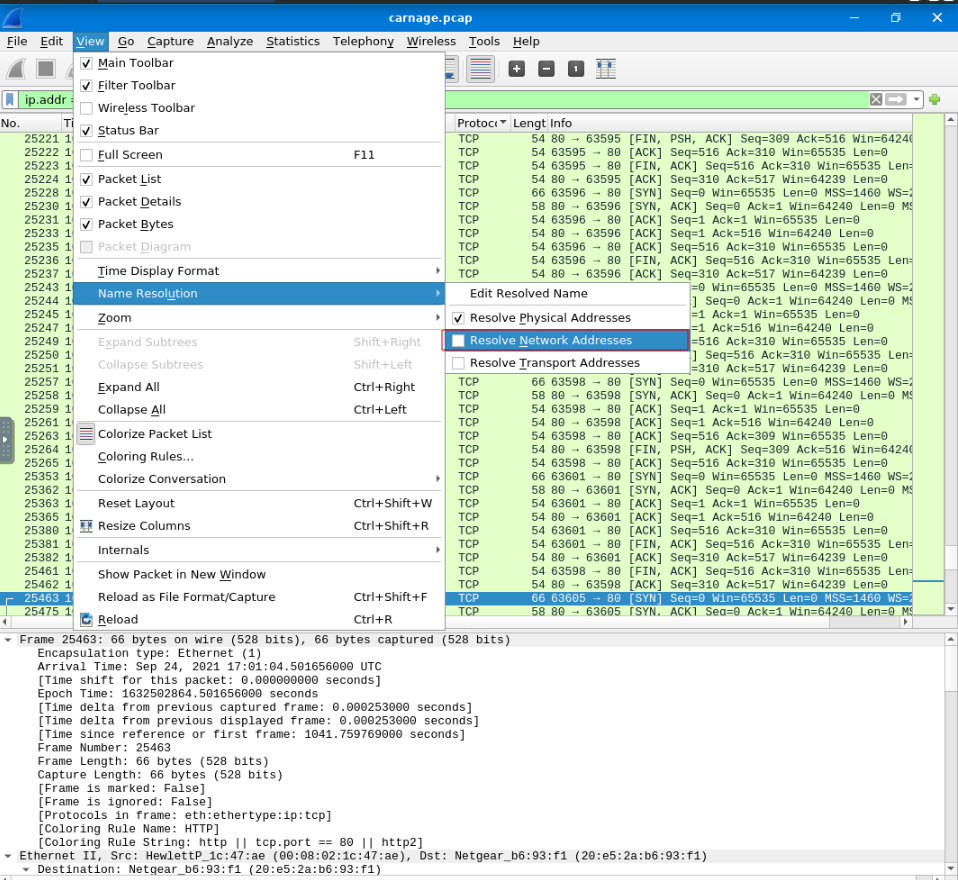 carnage.pcap
File Edit View Go Capture Analyze Statistics Telephony Wireless Tools Help
ip.addr =
Main Toolbar
Filter Toolbar
Wireless Toolbar
Status Bar
Full Screen F11
Packet List
Packet Details
Packet Bytes
Packet Diagram
Time Display Format
Name Resolution
Zoom
Expand Subtrees Shift+Right
Collapse Subtrees Shift+Left
Expand All Ctrl+Right
Collapse All Ctrl+Left
Colorize Packet List
Coloring Rules…
Colorize Conversation
Reset Layout Ctrl+Shift+W
Resize Columns Ctrl+Shift+R
Internals
Show Packet in New Window
Reload as File Format/Capture Ctrl+Shift+F
Reload Ctrl+R
Edit Resolved Name
Resolve Physical Addresses
Resolve Network Addresses
Resolve Transport Addresses
No. Protoc Lengt Info
25221 TCP 54 80 → 63595 [FIN, PSH, ACK] Seq=309 Ack=516 Win=64240
25222 TCP 54 63595 → 80 [ACK] Seq=516 Ack=310 Win=65535 Len=0
25223 TCP 54 63595 → 80 [FIN, ACK] Seq=516 Ack=310 Win=65535 Len=
25224 TCP 54 80 → 63595 [ACK] Seq=310 Ack=517 Win=64239 Len=0
25228 TCP 66 63596 → 80 [SYN] Seq=0 Win=65535 Len=0 MSS=1460 WS=2
25230 TCP 58 80 → 63596 [SYN, ACK] Seq=0 Ack=1 Win=64240 Len=0 MS
25232 TCP 54 63596 → 80 [ACK] Seq=1 Ack=1 Win=65535 Len=0
25234 TCP 54 80 → 63596 [ACK] Seq=1 Ack=516 Win=64240 Len=0
25235 TCP 54 63596 → 80 [ACK] Seq=516 Ack=310 Win=65535 Len=0
25236 TCP 54 63596 → 80 [FIN, ACK] Seq=516 Ack=310 Win=65535 Len=
25237 TCP 54 80 → 63596 [ACK] Seq=310 Ack=517 Win=64239 Len=0
25243 Seq=0 Win=65535 Len=0 MSS=1460 WS=2
25244 ACK] Seq=0 Ack=1 Win=64240 Len=0 MS
25245 Seq=1 Ack=1 Win=65535 Len=0
25247 Seq=1 Ack=516 Win=64240 Len=0
25249 Seq=516 Ack=310 Win=65535 Len=0
25250 ACK] Seq=516 Ack=310 Win=65535 Len=
25251 Seq=310 Ack=517 Win=64239 Len=0
25257 TCP 66 63598 → 80 [SYN] Seq=0 Win=65535 Len=0 MSS=1460 WS=2
25258 TCP 58 80 → 63598 [SYN, ACK] Seq=0 Ack=1 Win=64240 Len=0 MS
25259 TCP 54 63598 → 80 [ACK] Seq=1 Ack=1 Win=65535 Len=0
25261 TCP 54 80 → 63598 [ACK] Seq=1 Ack=516 Win=64240 Len=0
25263 TCP 54 63598 → 80 [ACK] Seq=516 Ack=309 Win=65535 Len=0
25264 TCP 54 80 → 63598 [FIN, PSH, ACK] Seq=309 Ack=516 Win=64240
25265 TCP 54 63598 → 80 [ACK] Seq=516 Ack=310 Win=65535 Len=0
25353 TCP 66 63601 → 80 [SYN] Seq=0 Win=65535 Len=0 MSS=1460 WS=2
25362 TCP 58 80 → 63601 [SYN, ACK] Seq=0 Ack=1 Win=64240 Len=0 MS
25363 TCP 54 63601 → 80 [ACK] Seq=1 Ack=1 Win=65535 Len=0
25365 TCP 54 80 → 63601 [ACK] Seq=1 Ack=516 Win=64240 Len=0
25380 TCP 54 63601 → 80 [ACK] Seq=516 Ack=310 Win=65535 Len=0
25381 TCP 54 63601 → 80 [FIN, ACK] Seq=516 Ack=310 Win=65535 Len=
25382 TCP 54 80 → 63601 [ACK] Seq=310 Ack=517 Win=64239 Len=0
25461 TCP 54 63598 → 80 [FIN, ACK] Seq=516 Ack=310 Win=65535 Len=
25462 TCP 54 80 → 63598 [ACK] Seq=310 Ack=517 Win=64239 Len=0
25463 TCP 66 63605 → 80 [SYN] Seq=0 Win=65535 Len=0 MSS=1460 WS=2
25475 TCP 58 80 → 63605 [SYN, ACK] Seq=0 Ack=1 Win=64240 Len=0 MS
Frame 25463: 66 bytes on wire (528 bits), 66 bytes captured (528 bits)
Encapsulation type: Ethernet (1)
Arrival Time: Sep 24, 2021 17:01:04.501656000 UTC
[Time shift for this packet: 0.000000000 seconds]
Epoch Time: 1632502864.501656000 seconds
[Time delta from previous captured frame: 0.000253000 seconds]
[Time delta from previous displayed frame: 0.000253000 seconds]
[Time since reference or first frame: 1041.759769000 seconds]
Frame Number: 25463
Frame Length: 66 bytes (528 bits)
Capture Length: 66 bytes (528 bits)
[Frame is marked: False]
[Frame is ignored: False]
[Protocols in frame: eth:ethertype:ip:tcp]
[Coloring Rule Name: HTTP]
[Coloring Rule String: http || tcp.port == 80 || http2]
Ethernet II, Src: HewlettP_1c:47:ae (00:08:02:1c:47:ae), Dst: Netgear_b6:93:f1 (20:e5:2a:b6:93:f1)
Destination: Netgear_b6:93:f1 (20:e5:2a:b6:93:f1)